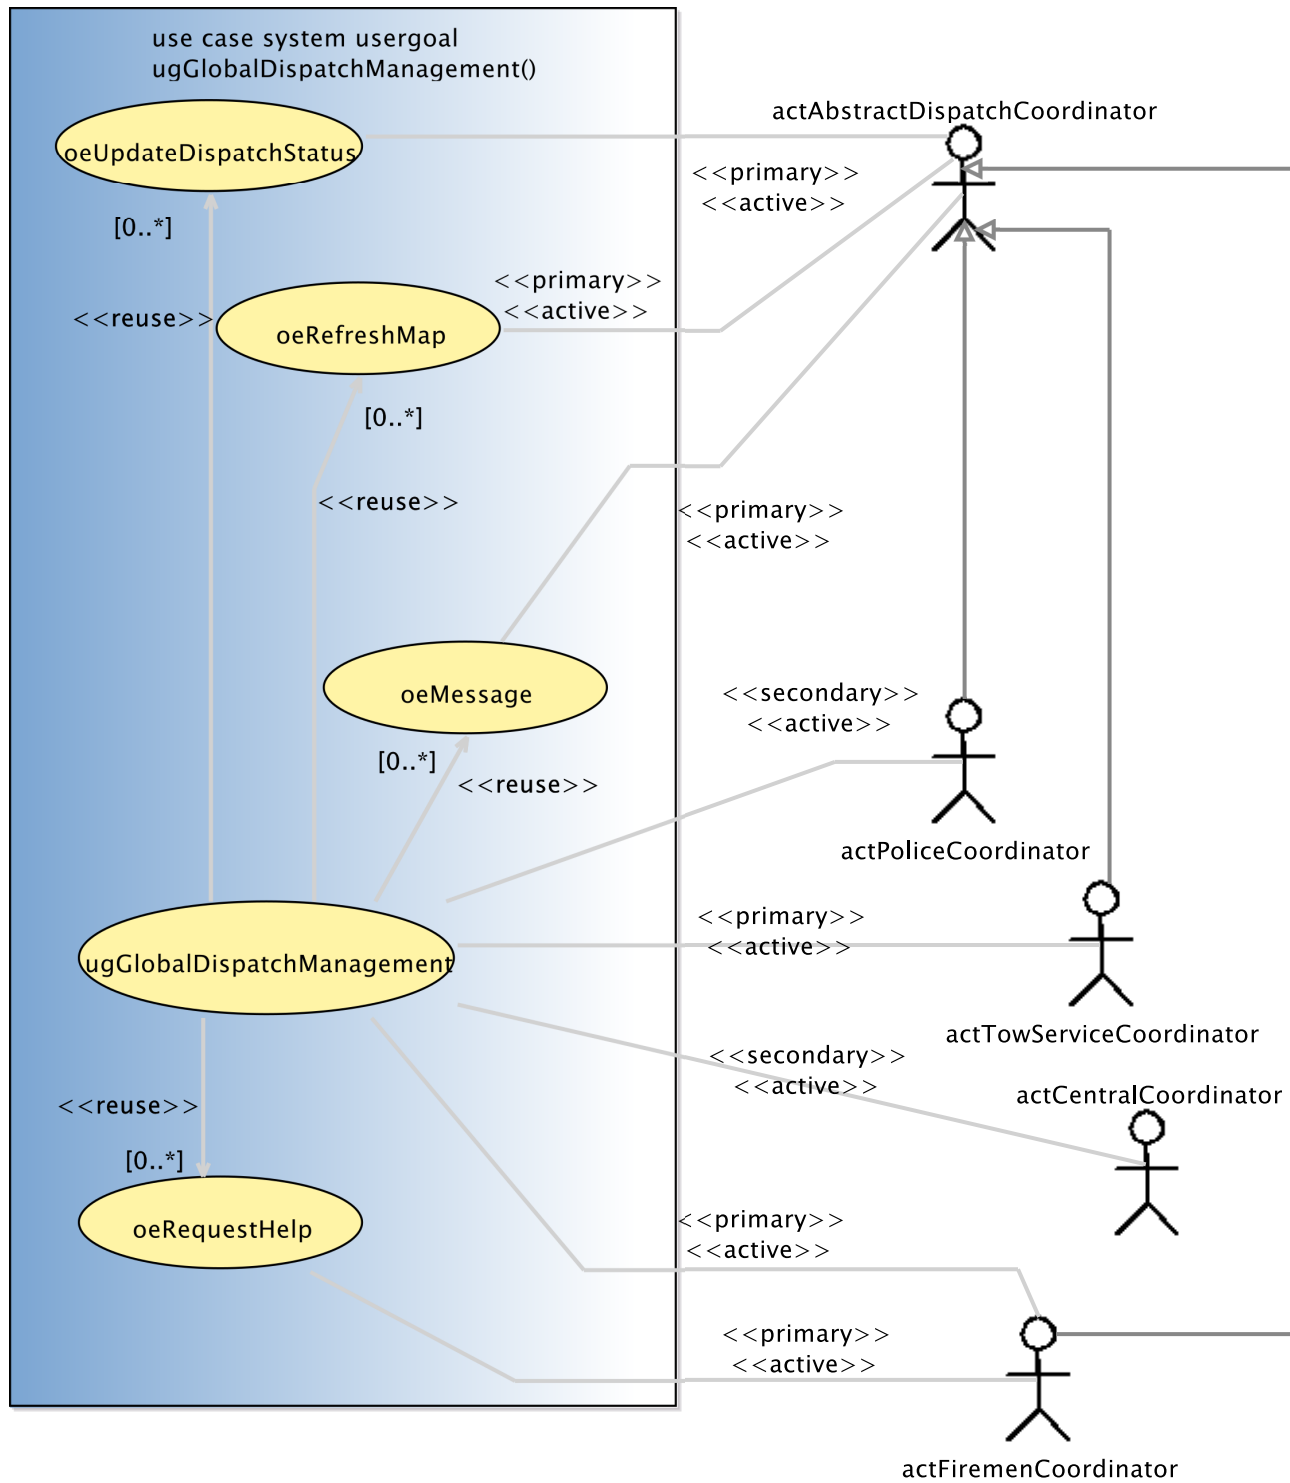 use case system usergoal
ugGlobalDispatchManagement()
actAbstractDispatchCoordinator
oeUpdateDispatchStatus
<<primary>>
<<active>>
[0..*]
<<primary>>
<<active>>
<<reuse>>
oeRefreshMap
[0..*]
<<reuse>>
<<primary>>
<<active>>
oeMessage
<<secondary>>
<<active>>
[0..*]
<<reuse>>
actPoliceCoordinator
<<primary>>
<<active>>
ugGlobalDispatchManagement
actTowServiceCoordinator
<<secondary>>
<<active>>
actCentralCoordinator
<<reuse>>
[0..*]
<<primary>>
<<active>>
oeRequestHelp
<<primary>>
<<active>>
actFiremenCoordinator